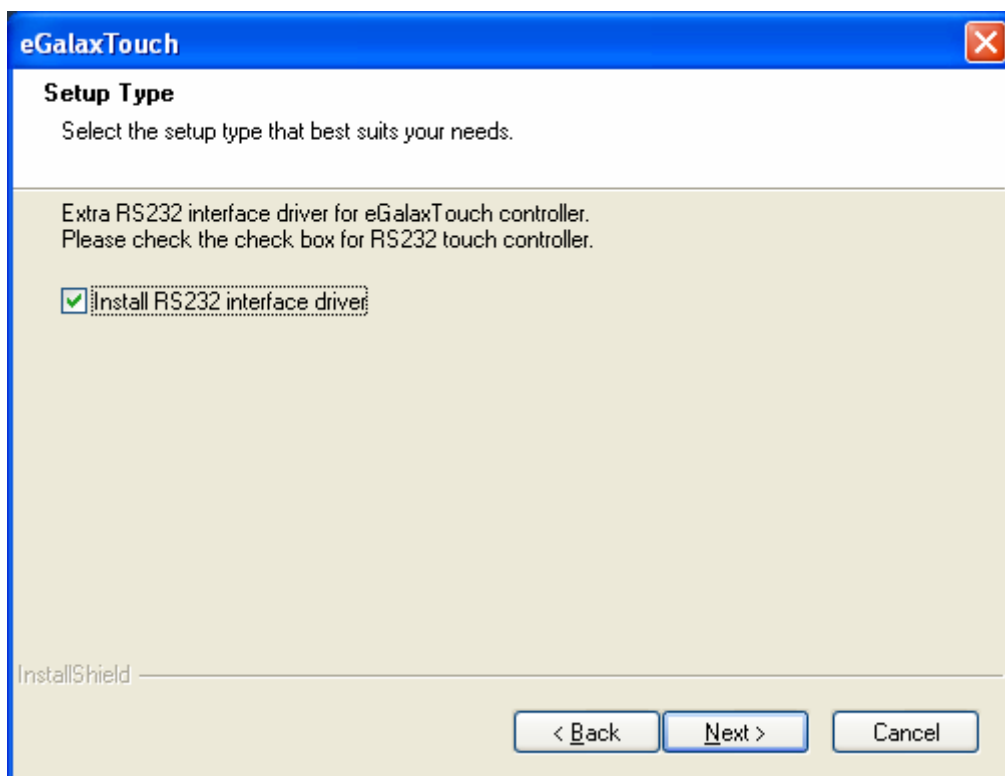 eGalaxTouch
Setup Type
Select the setup type that best suits your needs.
Extra RS232 interface driver for eGalaxTouch controller.
Please check the check box for RS232 touch controller.
Install RS232 interface driver
InstallShield
< Back Next > Cancel